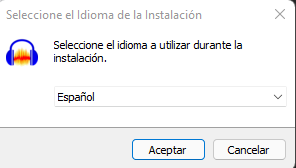 Seleccione el Idioma de la Instalación
Seleccione el idioma a utilizar durante la
instalación.
Español
Aceptar
Cancelar